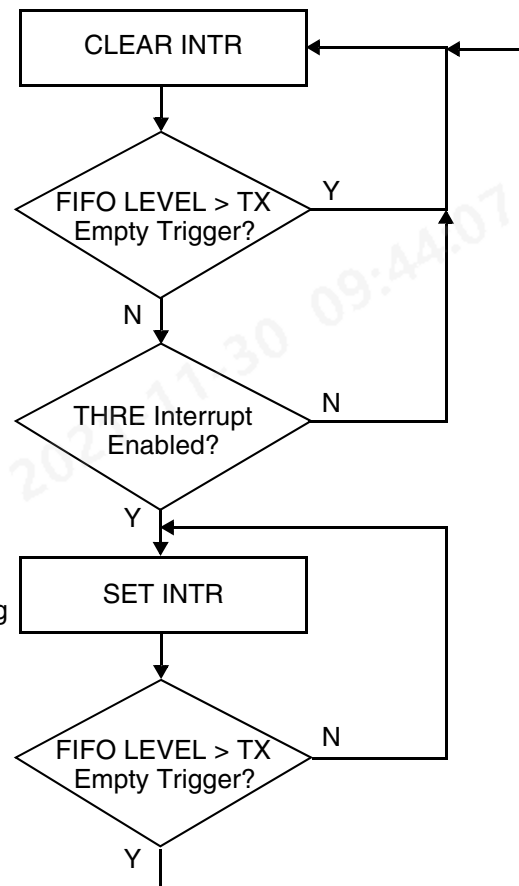 CLEAR INTR
FIFO LEVEL > TX
Empty Trigger?
Y
N
THRE Interrupt
Enabled?
N
Y
SET INTR
g
FIFO LEVEL > TX
Empty Trigger?
N
Y